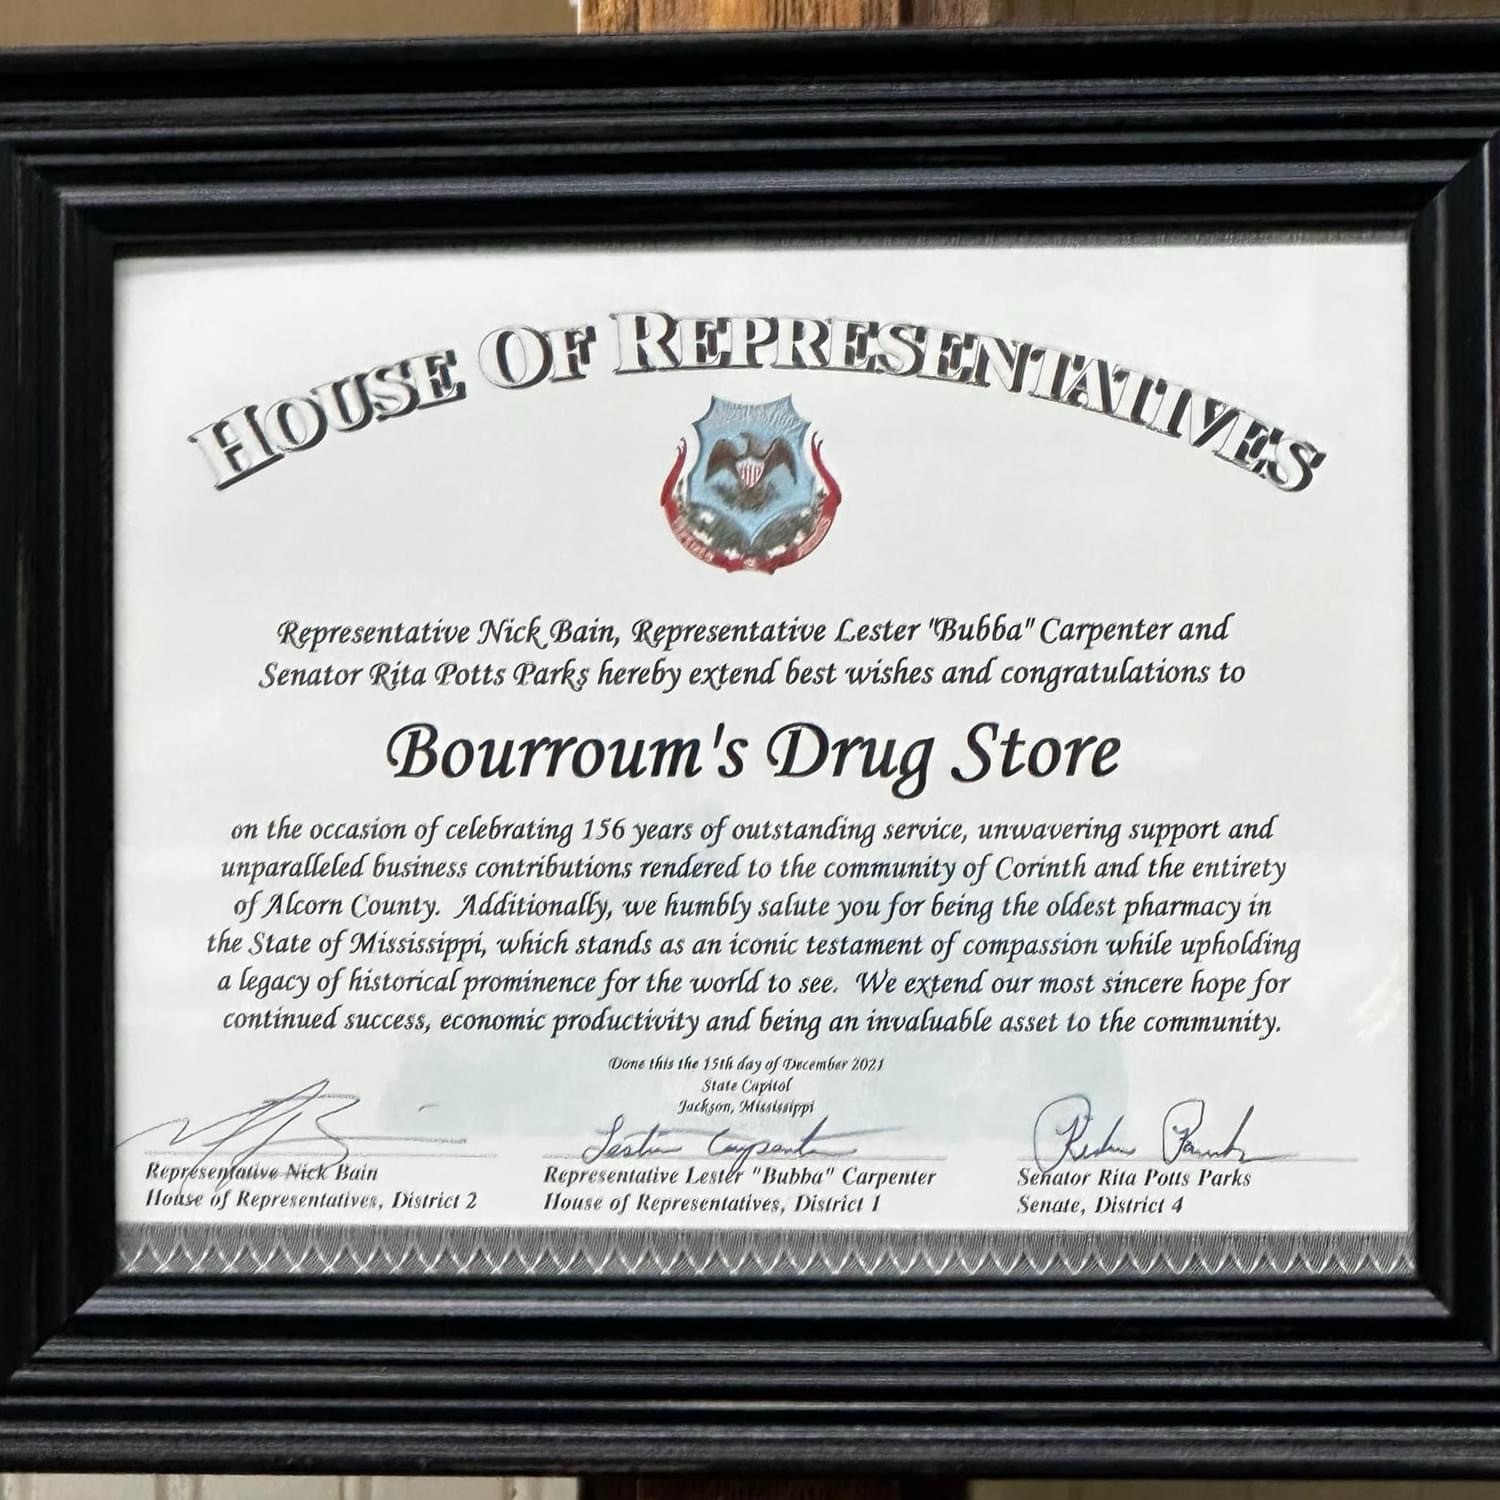 HOUSE OF REPRESENTATIVES
Representative Nick Bain, Representative Lester "Bubba" Carpenter and
Senator Rita Potts Parks hereby extend best wishes and congratulations to
Bourroum's Drug Store
on the occasion of celebrating 156 years of outstanding service, unwavering support and
unparalleled business contributions rendered to the community of Corinth and the entirety
of Alcorn County. Additionally, we humbly salute you for being the oldest pharmacy in
the State of Mississippi, which stands as an iconic testament of compassion while upholding
a legacy of historical prominence for the world to see. We extend our most sincere hope for
continued success, economic productivity and being an invaluable asset to the community.
Done this the 15th day of December 2021
State Capitol
Jackson, Mississippi
Representative Nick Bain
House of Representatives, District 2
Lester Carpenter
Representative Lester "Bubba" Carpenter
House of Representatives, District 1
Senator Rita Potts Parks
Senate, District 4